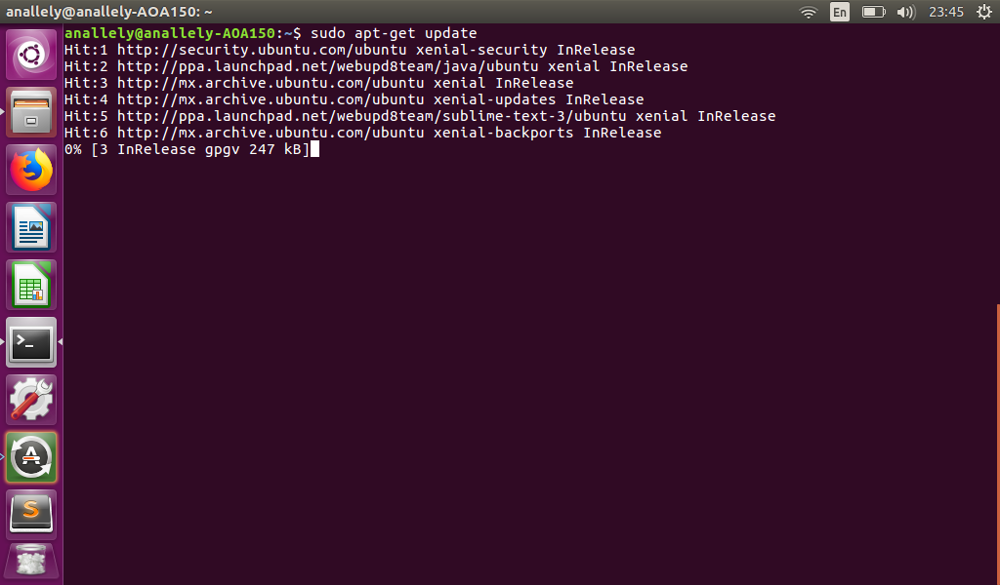 anallely@anallely-AOA150: ~
En
23:45
anallely@anallely-AOA150:~$ sudo apt-get update
Hit:1 http://security.ubuntu.com/ubuntu xenial-security InRelease
Hit:2 http://ppa.launchpad.net/webupd8team/java/ubuntu xenial InRelease
Hit:3 http://mx.archive.ubuntu.com/ubuntu xenial InRelease
Hit:4 http://mx.archive.ubuntu.com/ubuntu xenial-updates InRelease
Hit:5 http://ppa.launchpad.net/webupd8team/sublime-text-3/ubuntu xenial InRelease
Hit:6 http://mx.archive.ubuntu.com/ubuntu xenial-backports InRelease
0% [3 InRelease gpgv 247 kB]